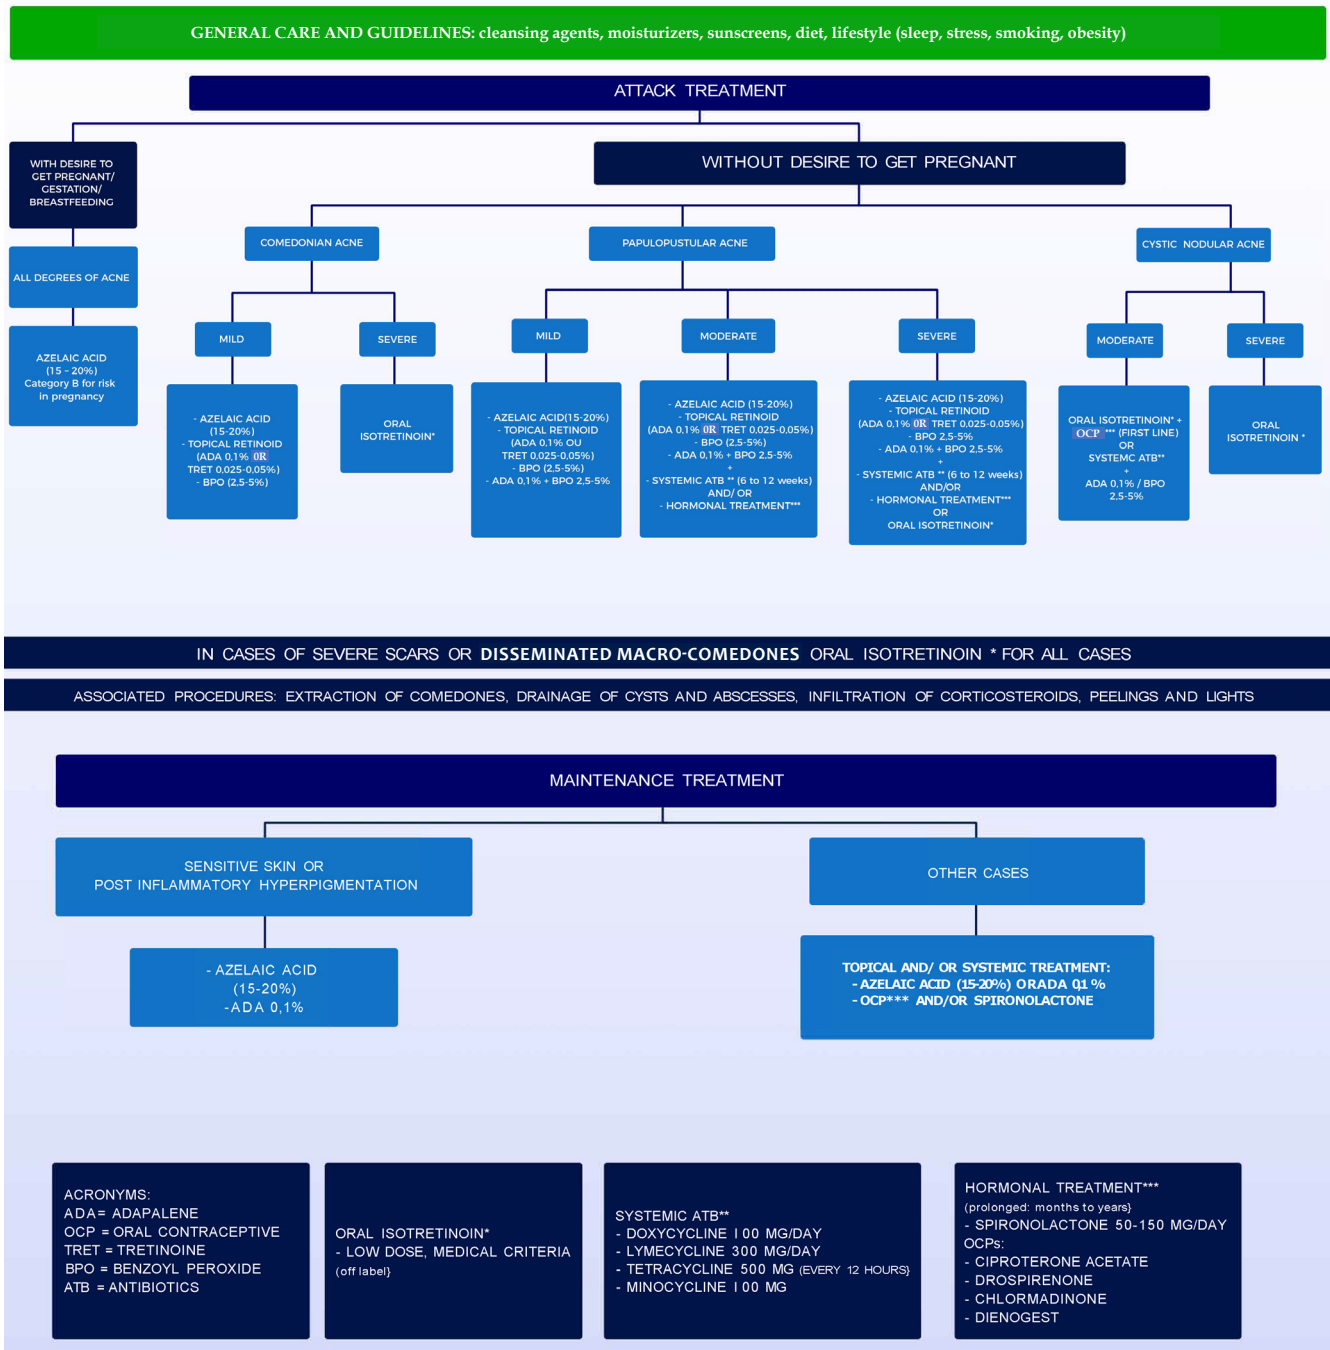 GENERAL CARE AND GUIDELINES: cleansing agents, moisturizers, sunscreens, diet, lifestyle (sleep, stress, smoking, obesity)
ATTACK TREATMENT
WITH DESIRE TO
GET PREGNANT/
GESTATION/
BREASTFEEDING
WITHOUT DESIRE TO GET PREGNANT
ALL DEGREES OF ACNE
AZELAIC ACID
(15 – 20%)
Category B for risk
in pregnancy
COMEDONIAN ACNE
MILD
- AZELAIC ACID
(15-20%)
- TOPICAL RETINOID
(ADA 0,1% 0R
TRET 0,025-0,05%)
- BPO (2,5-5%)
SEVERE
ORAL
ISOTRETINOIN*
PAPULOPUSTULAR ACNE
MILD
- AZELAIC ACID(15-20%)
- TOPICAL RETINOID
(ADA 0,1% OU
TRET 0,025-0,05%)
- BPO (2,5-5%)
- ADA 0,1% + BPO 2,5-5%
MODERATE
- AZELAIC ACID (15-20%)
- TOPICAL RETINOID
(ADA 0,1% 0R TRET 0,025-0,05%)
- BPO (2,5-5%)
- ADA 0,1% + BPO 2,5-5%
+
- SYSTEMIC ATB ** (6 to 12 weeks)
AND/ OR
- HORMONAL TREATMENT***
SEVERE
- AZELAIC ACID (15-20%)
- TOPICAL RETINOID
(ADA 0,1% 0R TRET 0,025-0,05%)
- BPO 2,5-5%
- ADA 0,1% + BPO 2,5-5%
+
- SYSTEMIC ATB ** (6 to 12 weeks)
AND/OR
- HORMONAL TREATMENT***
OR
ORAL ISOTRETINOIN*
CYSTIC NODULAR ACNE
MODERATE
ORAL ISOTRETINOIN* +
OCP *** (FIRST LINE)
OR
SYSTEMC ATB**
+
ADA 0,1% / BPO
2,5-5%
SEVERE
ORAL
ISOTRETINOIN *
IN CASES OF SEVERE SCARS OR DISSEMINATED MACRO-COMEDONES ORAL ISOTRETINOIN * FOR ALL CASES
ASSOCIATED PROCEDURES: EXTRACTION OF COMEDONES, DRAINAGE OF CYSTS AND ABSCESSES, INFILTRATION OF CORTICOSTEROIDS, PEELINGS AND LIGHTS
MAINTENANCE TREATMENT
SENSITIVE SKIN OR
POST INFLAMMATORY HYPERPIGMENTATION
- AZELAIC ACID
(15-20%)
-ADA 0,1%
OTHER CASES
TOPICAL AND/ OR SYSTEMIC TREATMENT:
- AZELAIC ACID (15-20%) OR ADA 0,1 %
- OCP*** AND/OR SPIRONOLACTONE
ACRONYMS:
ADA= ADAPALENE
OCP = ORAL CONTRACEPTIVE
TRET = TRETINOINE
BPO = BENZOYL PEROXIDE
ATB = ANTIBIOTICS
ORAL ISOTRETINOIN*
- LOW DOSE, MEDICAL CRITERIA
(off label}
SYSTEMIC ATB**
- DOXYCYCLINE I 00 MG/DAY
- LYMECYCLINE 300 MG/DAY
- TETRACYCLINE 500 MG (EVERY 12 HOURS}
- MINOCYCLINE I 00 MG
HORMONAL TREATMENT***
(prolonged: months to years}
- SPIRONOLACTONE 50-150 MG/DAY
OCPs:
- CIPROTERONE ACETATE
- DROSPIRENONE
- CHLORMADINONE
- DIENOGEST